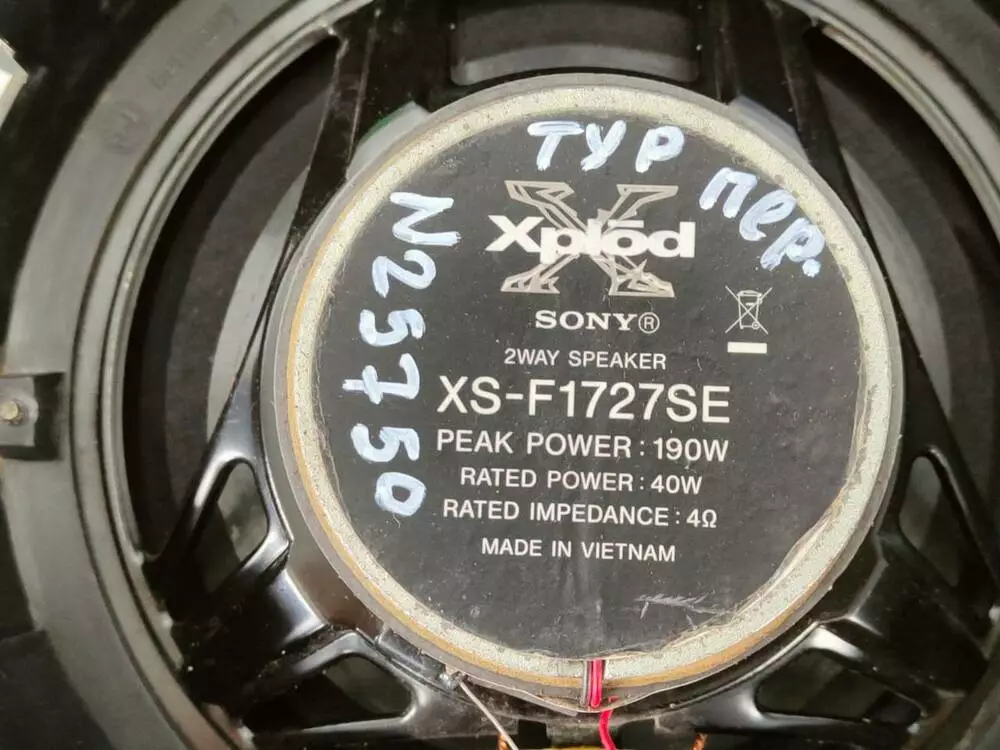 тур
пер.
N25750
Xplōd
SONY®
2WAY SPEAKER
XS-F1727SE
PEAK POWER : 190W
RATED POWER : 40W
RATED IMPEDANCE : 4Ω
MADE IN VIETNAM